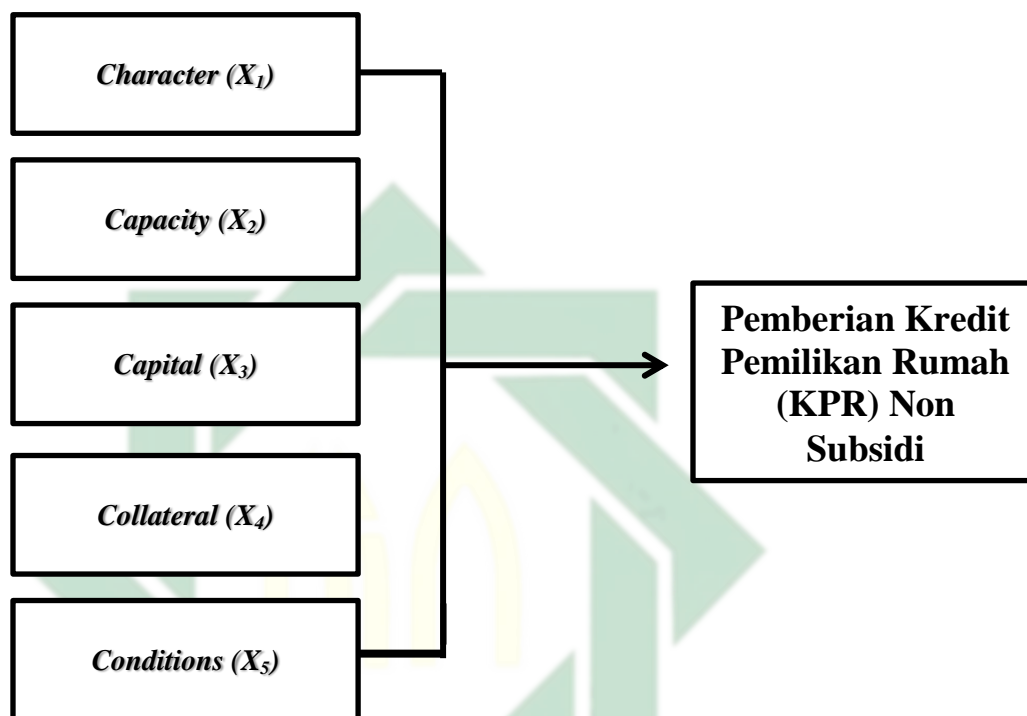 Character (X₁)
Capacity (X₂)
Capital (X₃)
Collateral (X₄)
Conditions (X₅)
Pemberian Kredit
Pemilikan Rumah
(KPR) Non
Subsidi